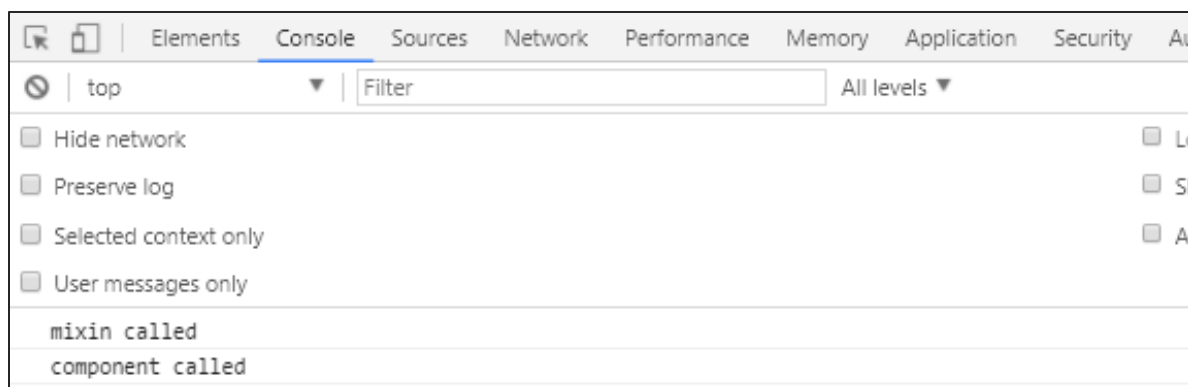 Elements Console Sources Network Performance Memory Application Security
top Filter All levels
Hide network
Preserve log
Selected context only
User messages only
mixin called
component called